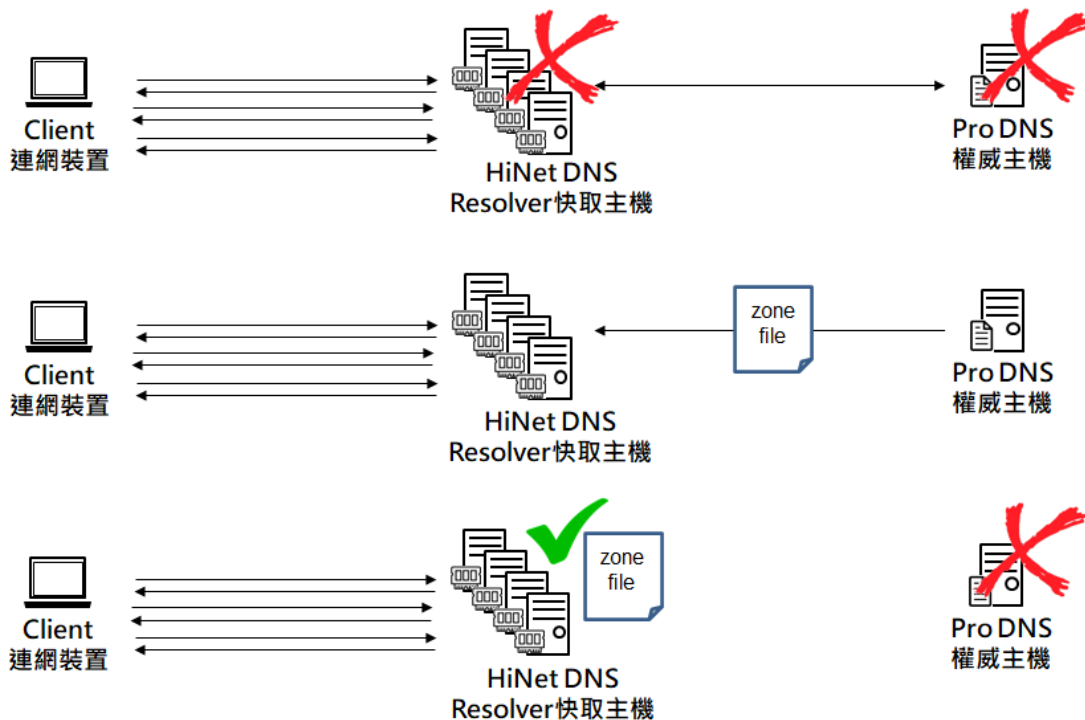 Client
連網裝置
HiNet DNS
Resolver快取主機
Pro DNS
權威主機
zone
file
Client
連網裝置
HiNet DNS
Resolver快取主機
Pro DNS
權威主機
zone
file
Client
連網裝置
HiNet DNS
Resolver快取主機
Pro DNS
權威主機